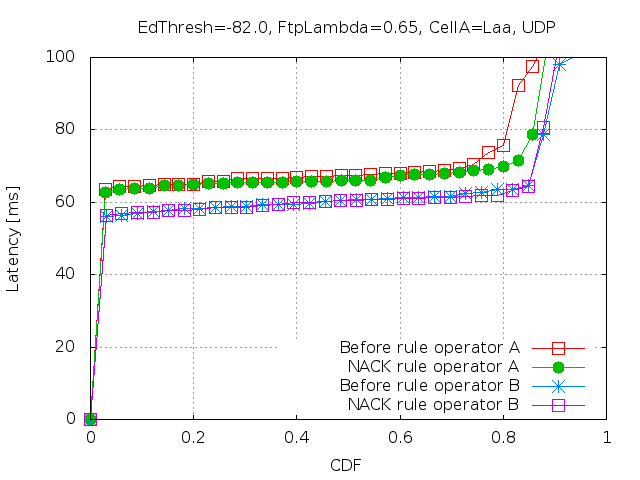 EdThresh=-82.0, FtpLambda=0.65, CellA=Laa, UDP
100
80
60
40
20
0
Latency [ms]
Before rule operator A
NACK rule operator A
Before rule operator B
NACK rule operator B
0 0.2 0.4 0.6 0.8 1
CDF